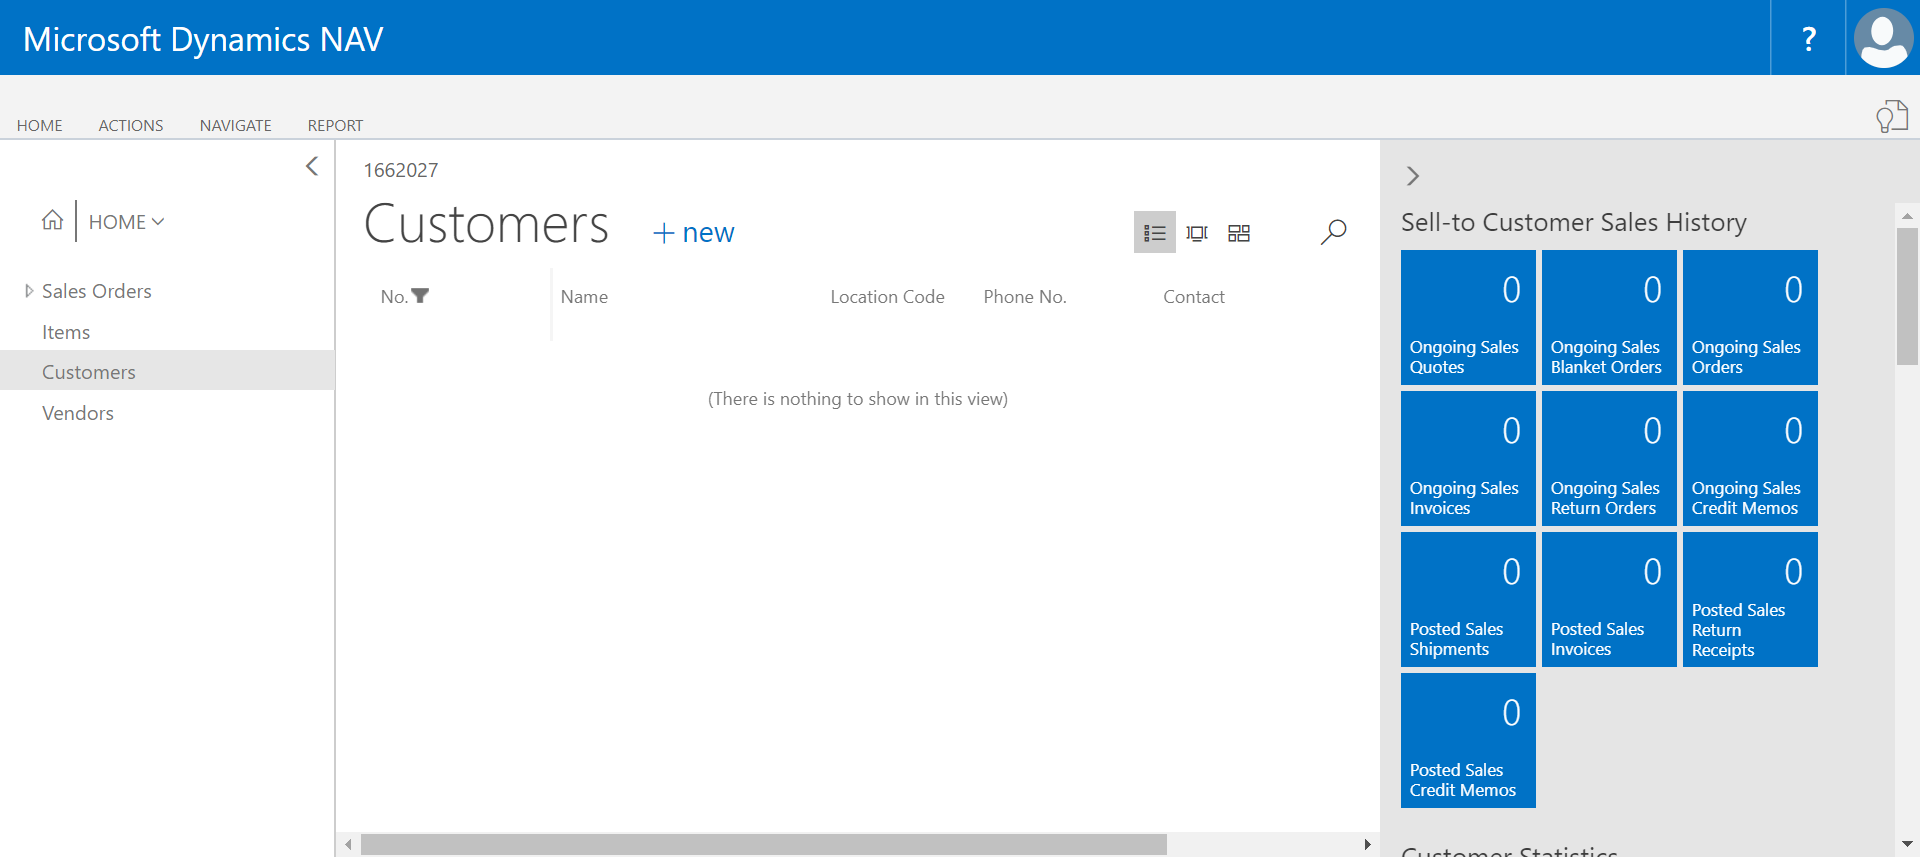 Microsoft Dynamics NAV
?
HOME ACTIONS NAVIGATE REPORT
HOME
Sales Orders
Items
Customers
Vendors
1662027
Customers
+ new
No. Name Location Code Phone No. Contact
(There is nothing to show in this view)
Sell-to Customer Sales History
0
Ongoing Sales
Quotes
0
Ongoing Sales
Blanket Orders
0
Ongoing Sales
Orders
0
Ongoing Sales
Invoices
0
Ongoing Sales
Return Orders
0
Ongoing Sales
Credit Memos
0
Posted Sales
Shipments
0
Posted Sales
Invoices
0
Posted Sales
Return
Receipts
0
Posted Sales
Credit Memos
Customer Statistics